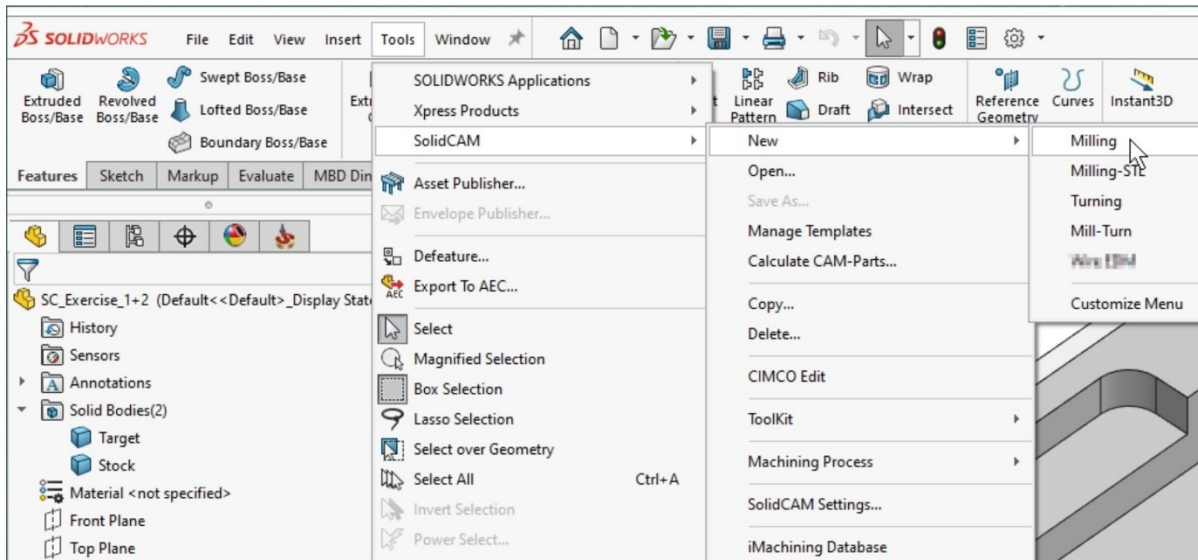 SOLIDWORKS File Edit View Insert Tools Window
Extruded Boss/Base
Revolved Boss/Base
Swept Boss/Base
Lofted Boss/Base
Boundary Boss/Base
Linear Pattern
Rib
Draft
Wrap
Intersect
Reference Geometry
Curves
Instant3D
Features Sketch Markup Evaluate MBD Din
SC_Exercise_1+2 (Default<<Default>_Display State
History
Sensors
Annotations
Solid Bodies(2)
Target
Stock
Material <not specified>
Front Plane
Top Plane
SOLIDWORKS Applications
Xpress Products
SolidCAM
Asset Publisher...
Envelope Publisher...
Defeature...
Export To AEC...
Select
Magnified Selection
Box Selection
Lasso Selection
Select over Geometry
Select All Ctrl+A
Invert Selection
Power Select...
New
Open...
Save As...
Manage Templates
Calculate CAM-Parts...
Copy...
Delete...
CIMCO Edit
ToolKit
Machining Process
SolidCAM Settings...
iMachining Database
Milling
Milling-STL
Turning
Mill-Turn
Customize Menu